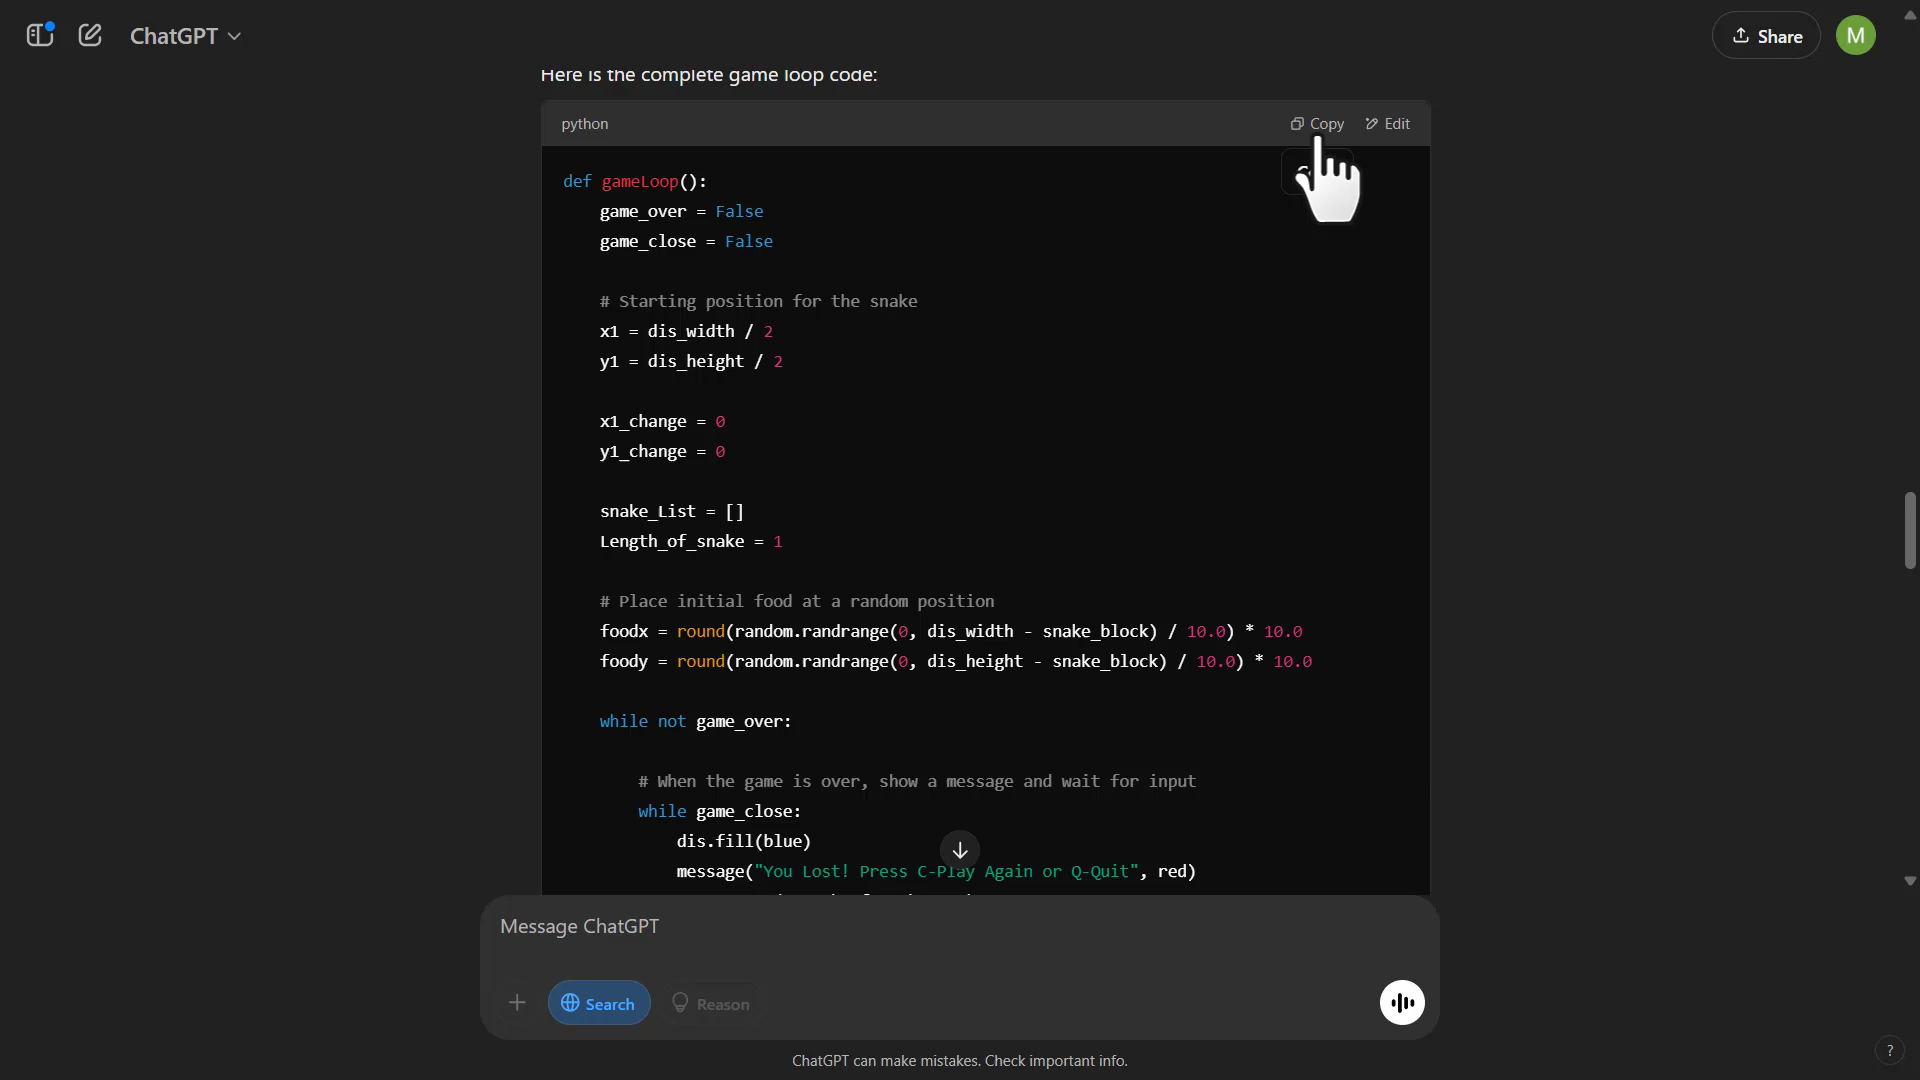 ChatGPT
Share
M
Here is the complete game loop code:
python
Copy
Edit
def gameLoop():
    game_over = False
    game_close = False
    # Starting position for the snake
    x1 = dis_width / 2
    y1 = dis_height / 2
    x1_change = 0
    y1_change = 0
    snake_List = []
    Length_of_snake = 1
    # Place initial food at a random position
    foodx = round(random.randrange(0, dis_width - snake_block) / 10.0) * 10.0
    foody = round(random.randrange(0, dis_height - snake_block) / 10.0) * 10.0
    while not game_over:
        # When the game is over, show a message and wait for input
        while game_close:
            dis.fill(blue)
            message("You Lost! Press C-Play Again or Q-Quit", red)
Message ChatGPT
Search
Reason
ChatGPT can make mistakes. Check important info.
?